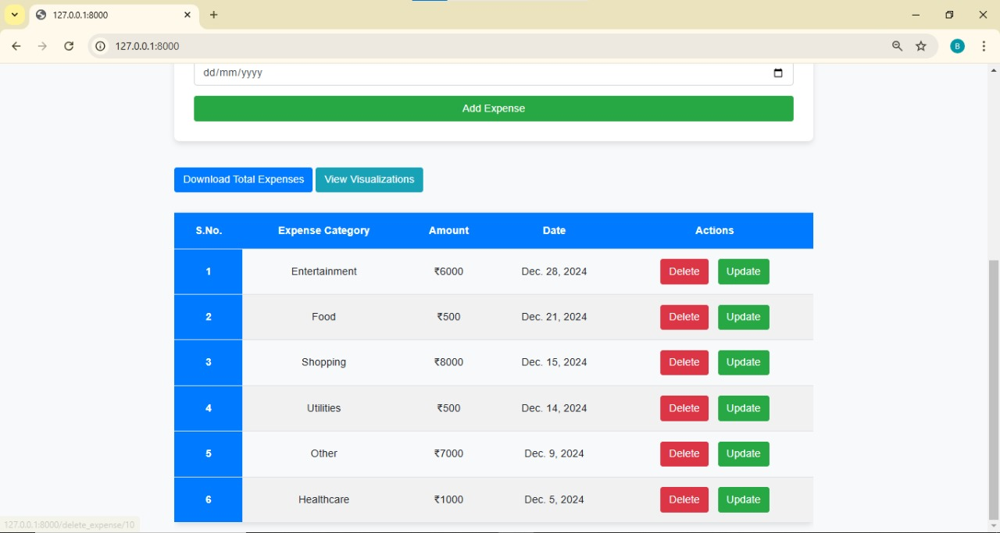 127.0.0.1:8000
127.0.0.1:8000
B
dd/mm/yyyy
Add Expense
Download Total Expenses View Visualizations
S.No. Expense Category Amount Date Actions
1 Entertainment ₹6000 Dec. 28, 2024 Delete Update
2 Food ₹500 Dec. 21, 2024 Delete Update
3 Shopping ₹8000 Dec. 15, 2024 Delete Update
4 Utilities ₹500 Dec. 14, 2024 Delete Update
5 Other ₹7000 Dec. 9, 2024 Delete Update
6 Healthcare ₹1000 Dec. 5, 2024 Delete Update
127.0.0.1:8000/delete_expense/10